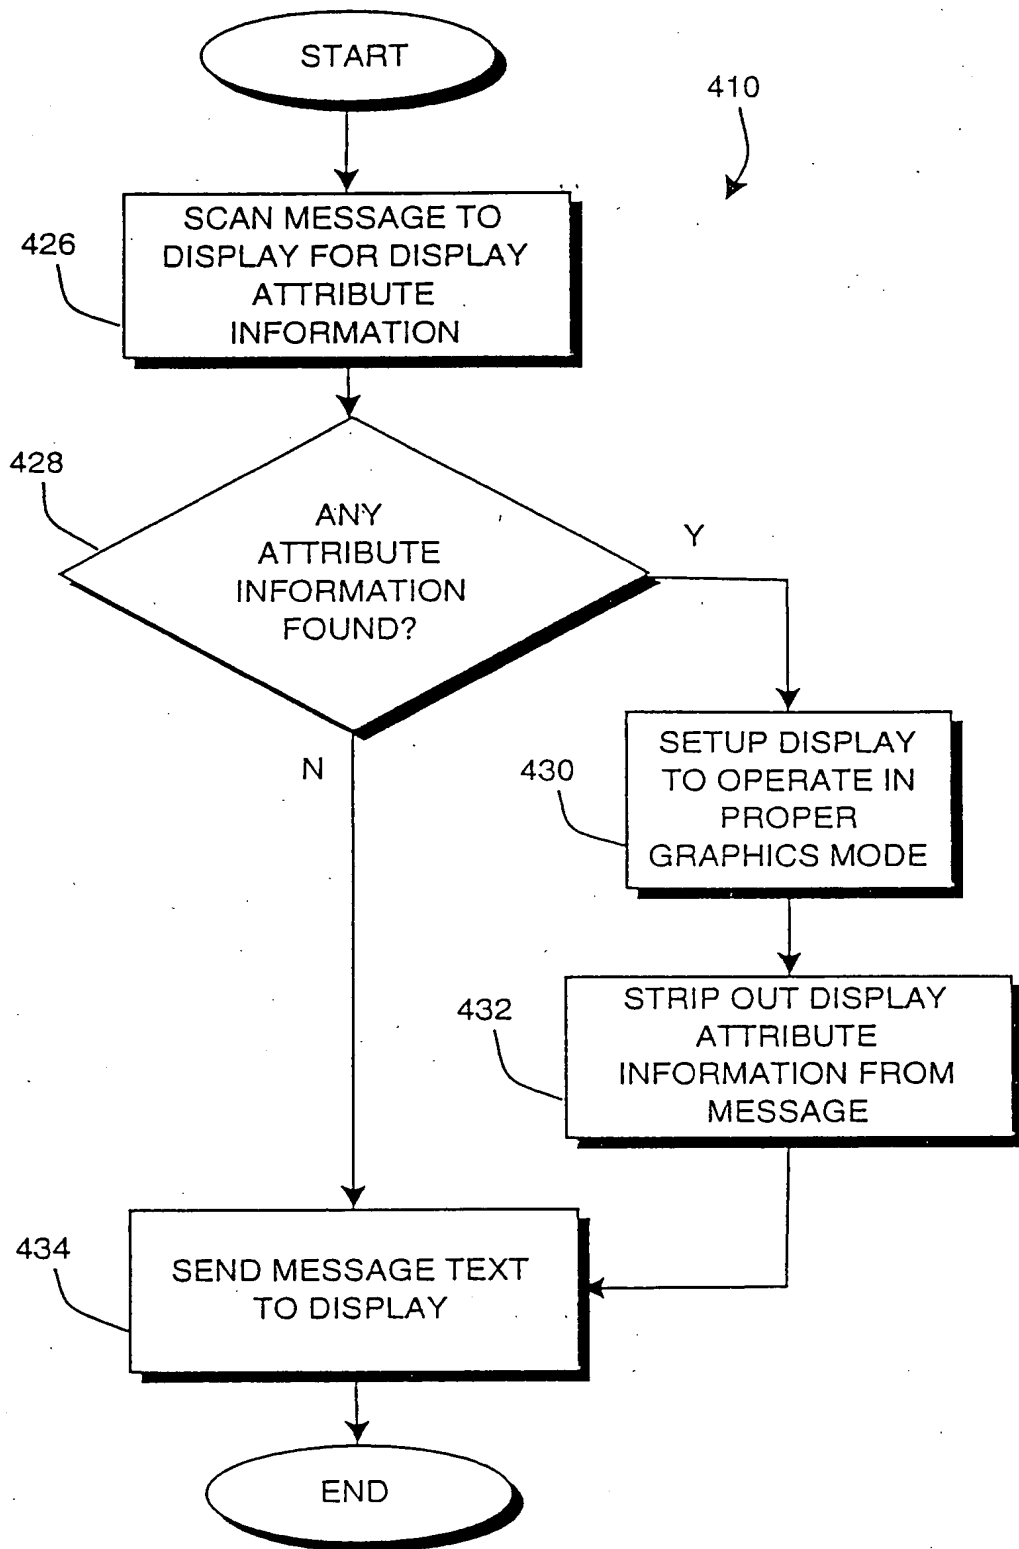 START
410
426
SCAN MESSAGE TO
DISPLAY FOR DISPLAY
ATTRIBUTE
INFORMATION
428
ANY
ATTRIBUTE
INFORMATION
FOUND?
Y
N
430
SETUP DISPLAY
TO OPERATE IN
PROPER
GRAPHICS MODE
432
STRIP OUT DISPLAY
ATTRIBUTE
INFORMATION FROM
MESSAGE
434
SEND MESSAGE TEXT
TO DISPLAY
END